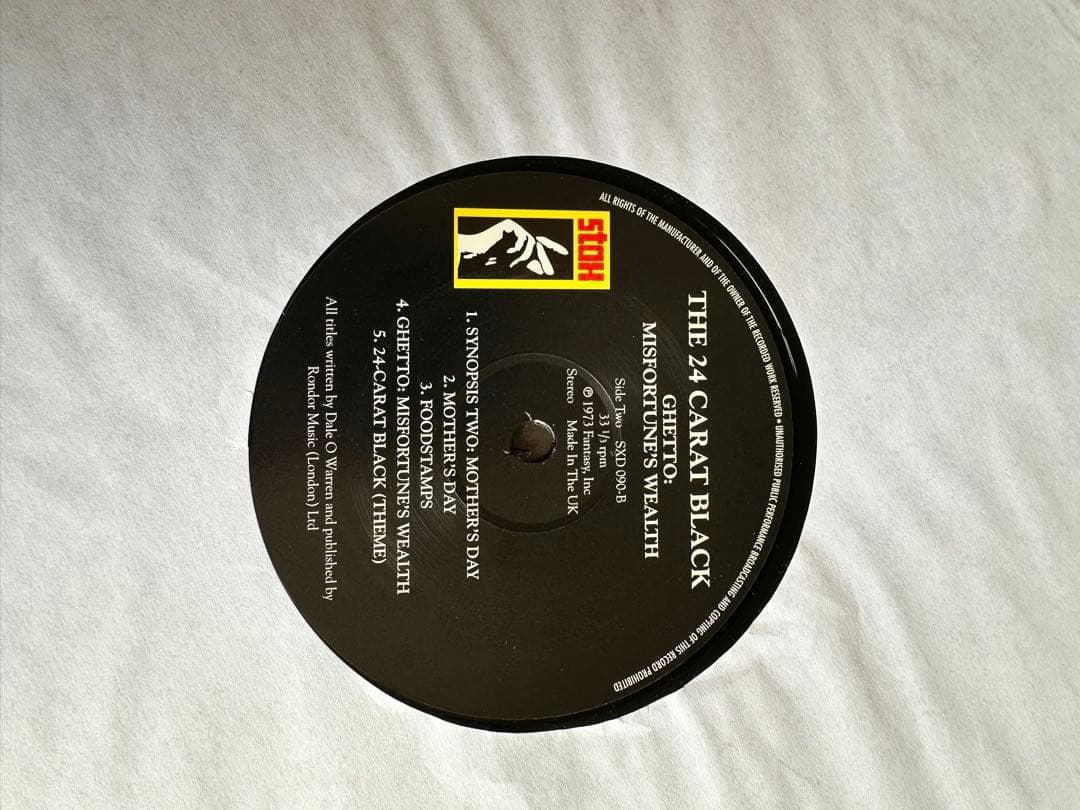 ALL RIGHTS OF THE MANUFACTURER AND OF THE OWNER OF THE RECORDED WORK RESERVED • UNAUTHORISED PUBLIC PERFORMANCE BROADCASTING AND COPYING OF THIS RECORD PROHIBITED
stax
THE 24 CARAT BLACK
GHETTO:
MISFORTUNE'S WEALTH
Side Two SXD 090-B
33 1/3 rpm
℗ 1973 Fantasy, Inc
Stereo Made In The UK
1. SYNOPSIS TWO: MOTHER'S DAY
2. MOTHER'S DAY
3. FOODSTAMPS
4. GHETTO: MISFORTUNE'S WEALTH
5. 24-CARAT BLACK (THEME)
All titles written by Dale O Warren and published by
Rondor Music (London) Ltd